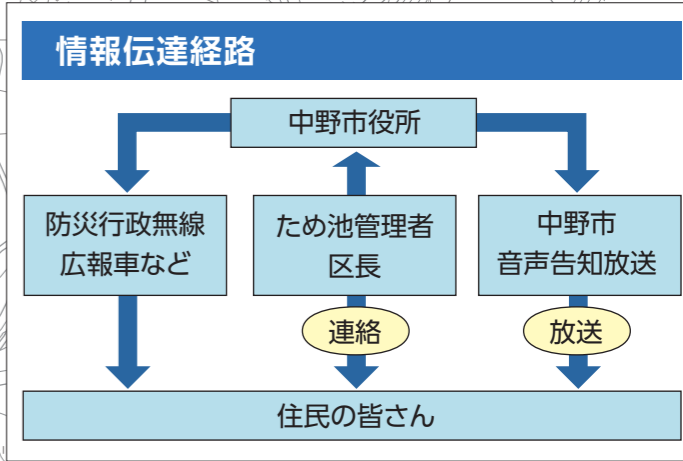 情報伝達経路
中野市役所
防災行政無線
広報車など
ため池管理者
区長
中野市
音声告知放送
連絡
放送
住民の皆さん